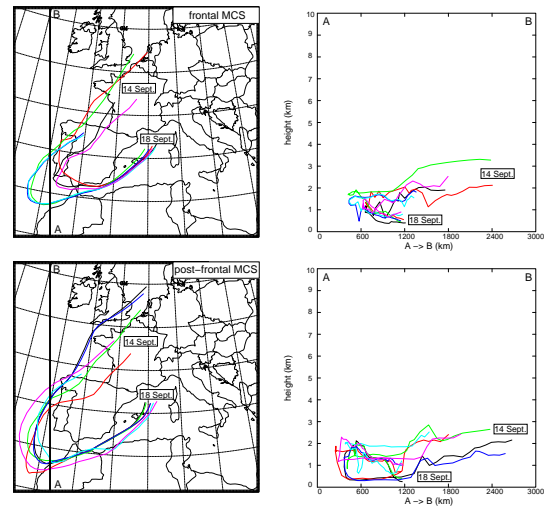 B
frontal MCS
14 Sept.
18 Sept.
A
A
B
height (km)
10
9
8
7
6
5
4
3
2
1
0
14 Sept.
18 Sept.
0 600 1200 1800 2400 3000
A -> B (km)
B
post-frontal MCS
14 Sept.
18 Sept.
A
A
B
height (km)
10
9
8
7
6
5
4
3
2
1
0
14 Sept.
18 Sept.
0 600 1200 1800 2400 3000
A -> B (km)